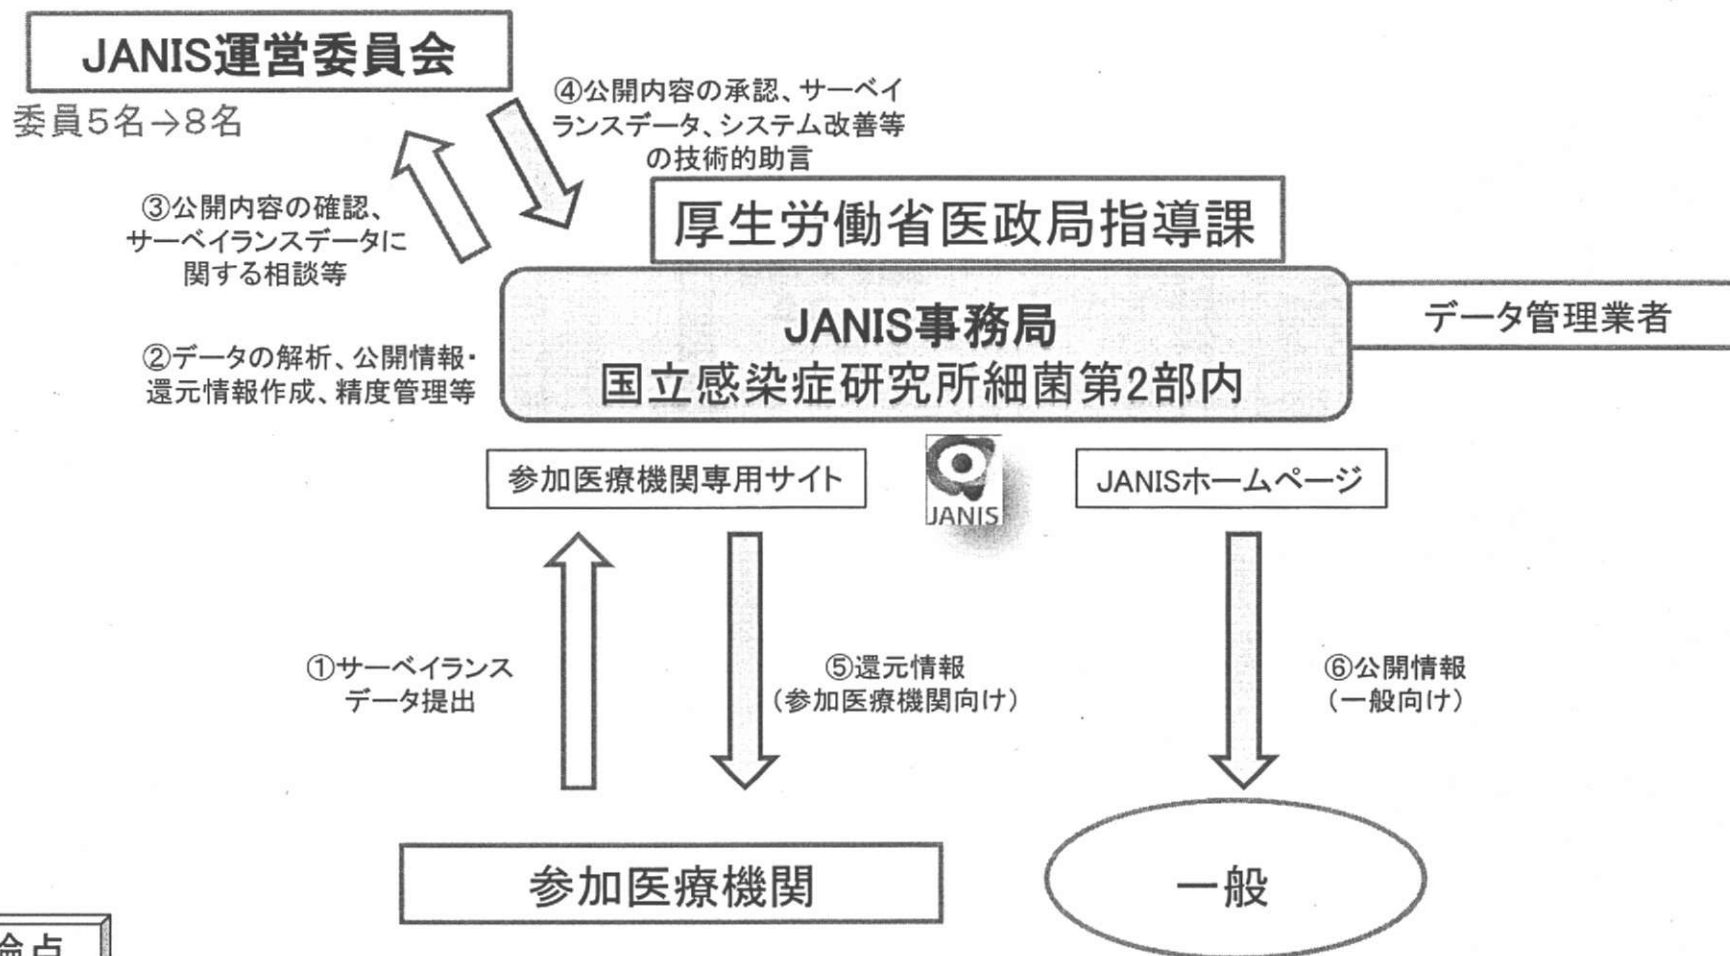 JANIS運営委員会
委員5名→8名
④公開内容の承認、サーベイ
ランスデータ、システム改善等
の技術的助言
③公開内容の確認、
サーベイランスデータに
関する相談等
厚生労働省医政局指導課
JANIS事務局
国立感染症研究所細菌第2部内
データ管理業者
②データの解析、公開情報・
還元情報作成、精度管理等
参加医療機関専用サイト
JANIS
JANISホームページ
①サーベイランス
データ提出
⑤還元情報
(参加医療機関向け)
⑥公開情報
(一般向け)
参加医療機関
一般
論点